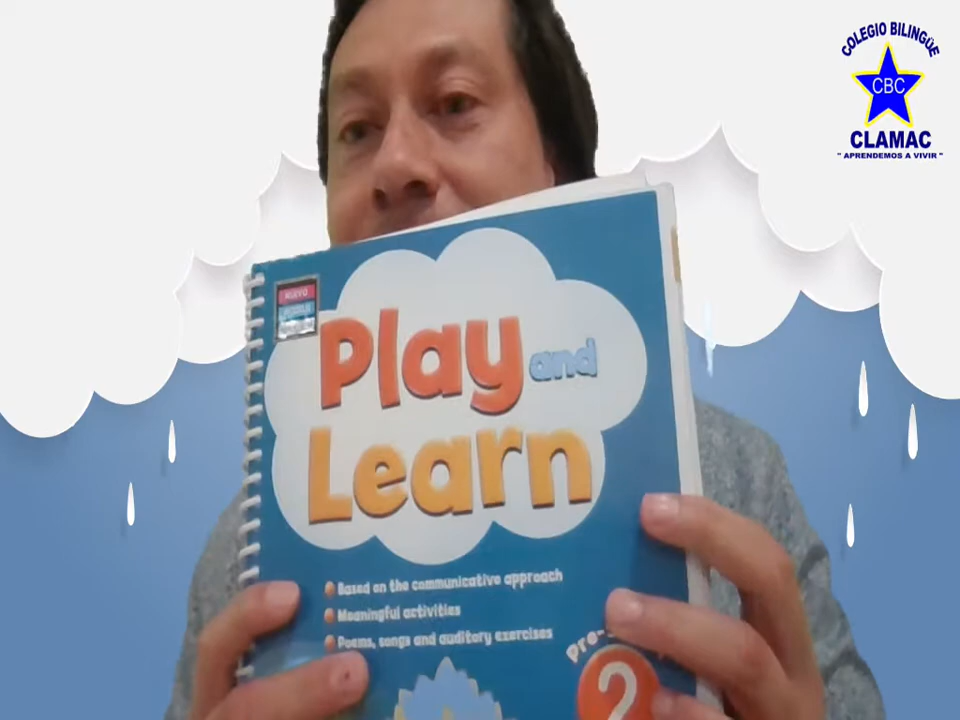 COLEGIO BILINGÜE
CBC
CLAMAC
" APRENDEMOS A VIVIR "
NUEVO
Play and
Learn
Based on the communicative approach
Meaningful activities
Poems, songs and auditory exercises
2